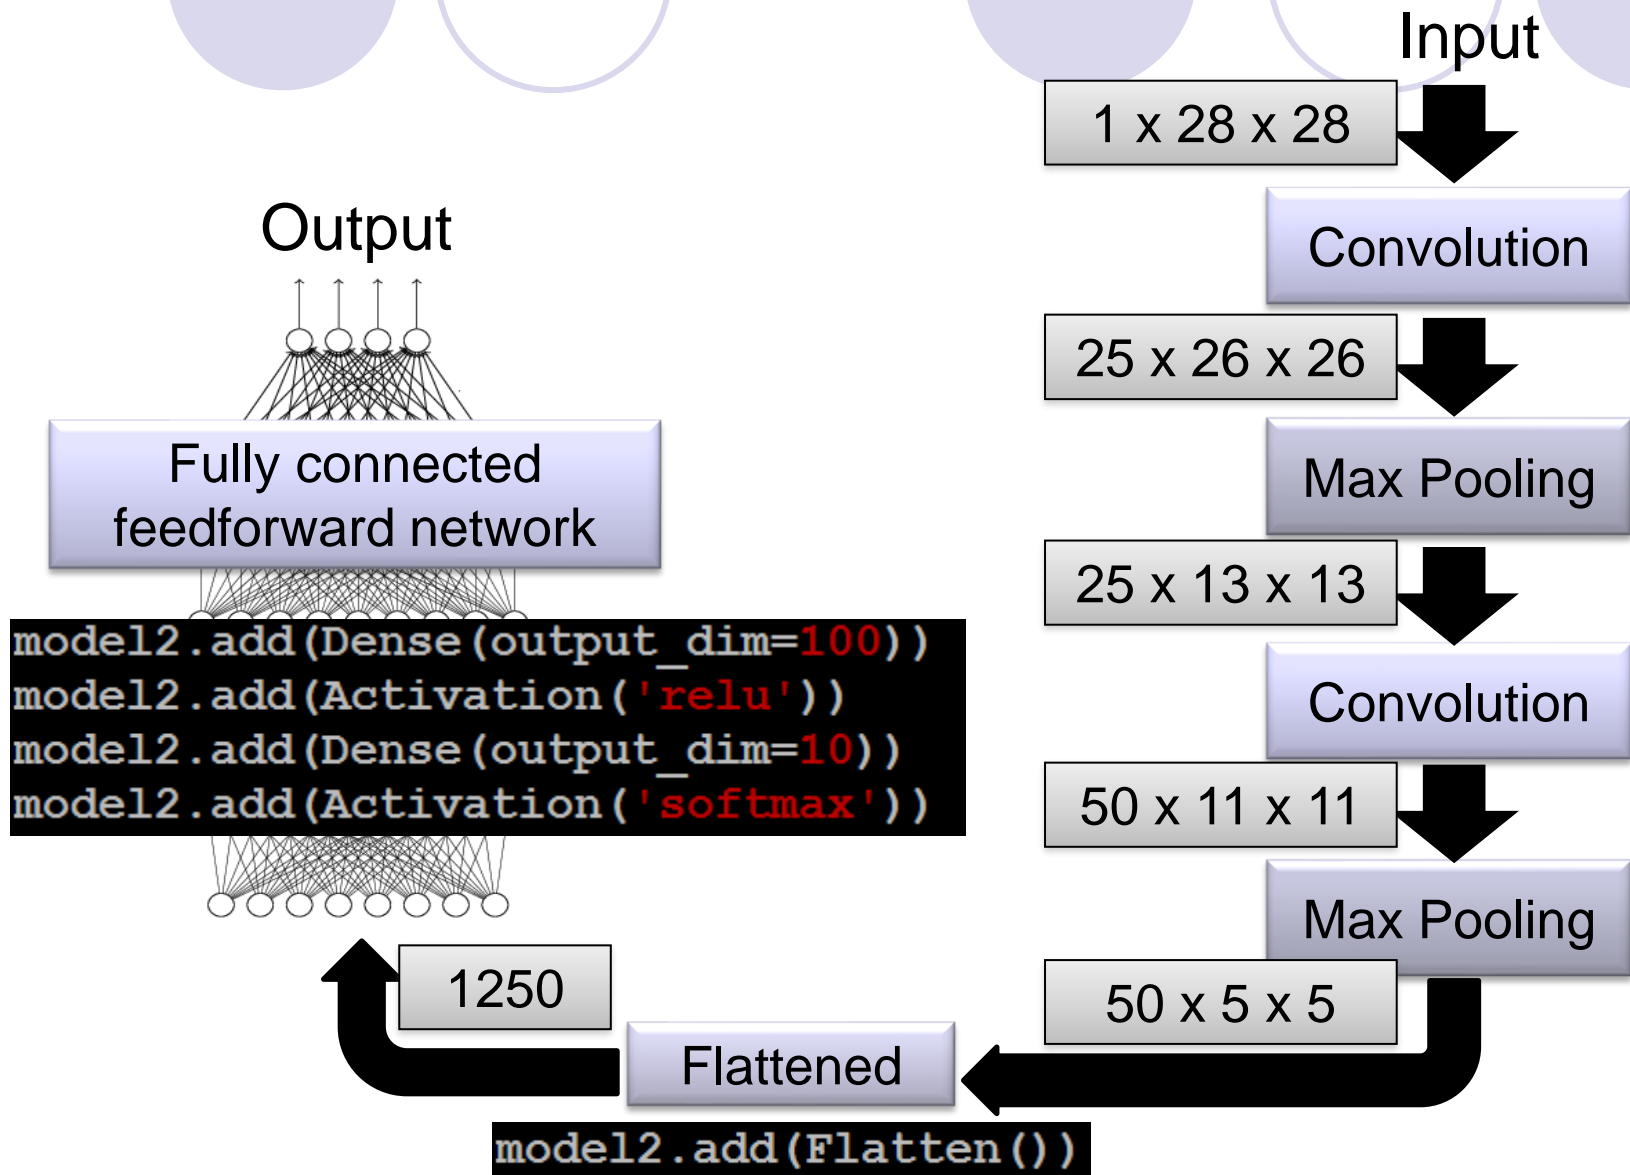 Input
1 x 28 x 28
Convolution
25 x 26 x 26
Max Pooling
25 x 13 x 13
Convolution
50 x 11 x 11
Max Pooling
50 x 5 x 5
Flattened
model2.add(Flatten())
1250
Output
Fully connected
feedforward network
model2.add(Dense(output_dim=100))
model2.add(Activation('relu'))
model2.add(Dense(output_dim=10))
model2.add(Activation('softmax'))